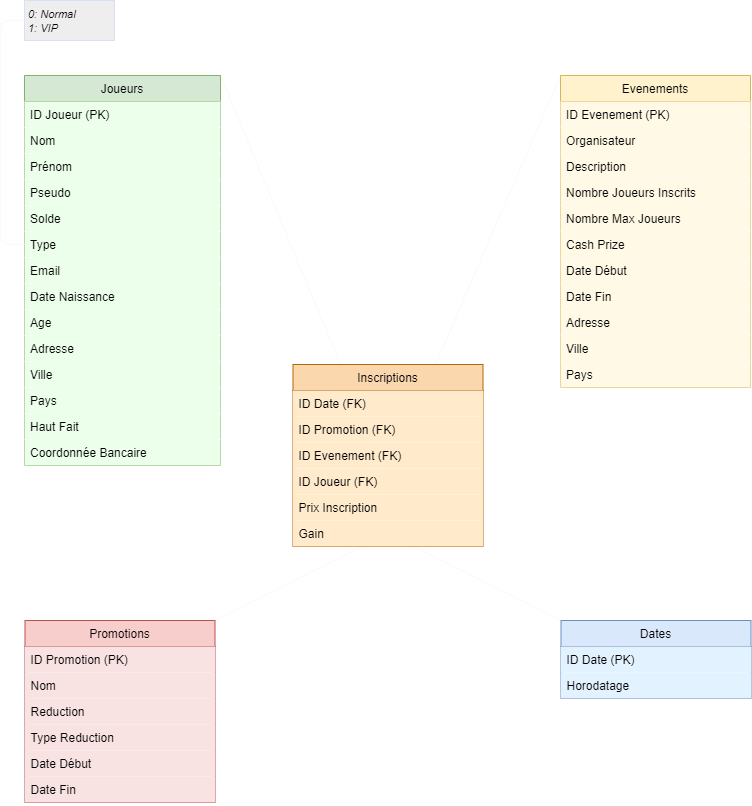 0: Normal
1: VIP
Joueurs
ID Joueur (PK)
Nom
Prénom
Pseudo
Solde
Type
Email
Date Naissance
Age
Adresse
Ville
Pays
Haut Fait
Coordonnée Bancaire
Evenements
ID Evenement (PK)
Organisateur
Description
Nombre Joueurs Inscrits
Nombre Max Joueurs
Cash Prize
Date Début
Date Fin
Adresse
Ville
Pays
Inscriptions
ID Date (FK)
ID Promotion (FK)
ID Evenement (FK)
ID Joueur (FK)
Prix Inscription
Gain
Promotions
ID Promotion (PK)
Nom
Reduction
Type Reduction
Date Début
Date Fin
Dates
ID Date (PK)
Horodatage